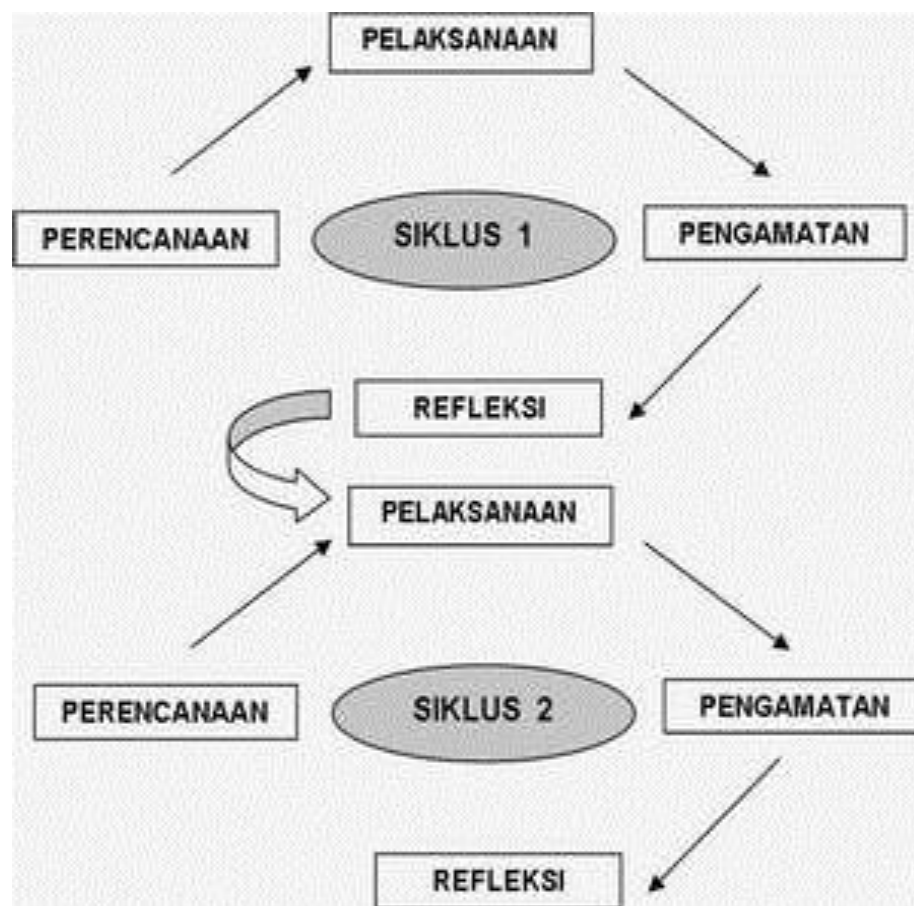 PELAKSANAAN
PERENCANAAN
SIKLUS 1
PENGAMATAN
REFLEKSI
PELAKSANAAN
PERENCANAAN
SIKLUS 2
PENGAMATAN
REFLEKSI